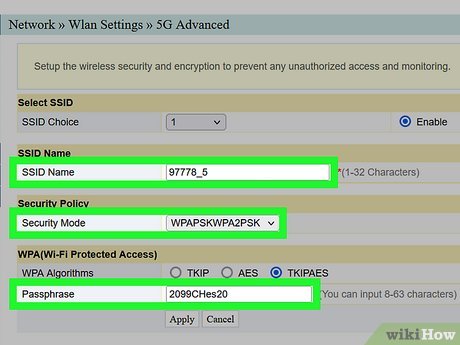 Network » Wlan Settings » 5G Advanced
Setup the wireless security and encryption to prevent any unauthorized access and monitoring.
Select SSID
SSID Choice 1 Enable
SSID Name
SSID Name 97778_5 *(1-32 Characters)
Security Policy
Security Mode WPAPSKWPA2PSK
WPA(Wi-Fi Protected Access)
WPA Algorithms TKIP AES TKIPAES
Passphrase 2099CHes20 (You can input 8-63 characters)
Apply Cancel
wikiHow